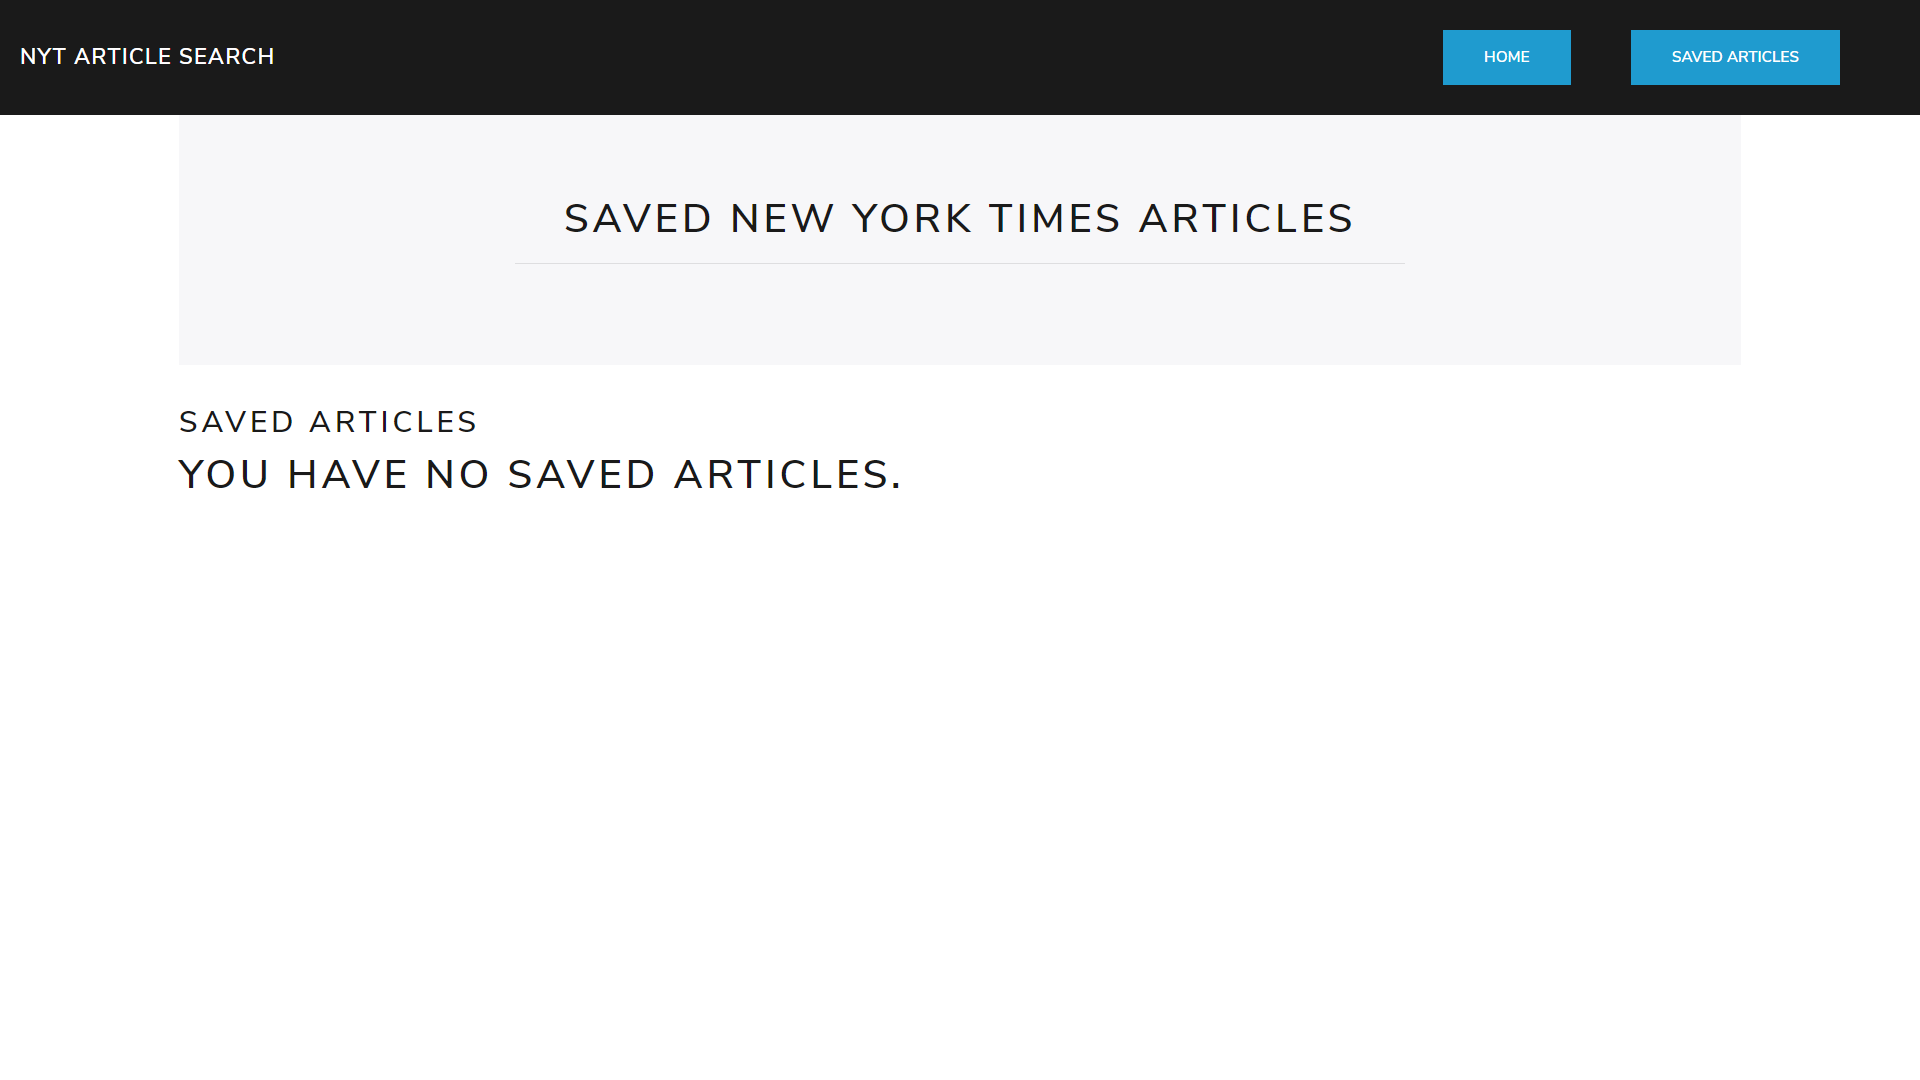 NYT ARTICLE SEARCH
HOME
SAVED ARTICLES
SAVED NEW YORK TIMES ARTICLES
SAVED ARTICLES
YOU HAVE NO SAVED ARTICLES.